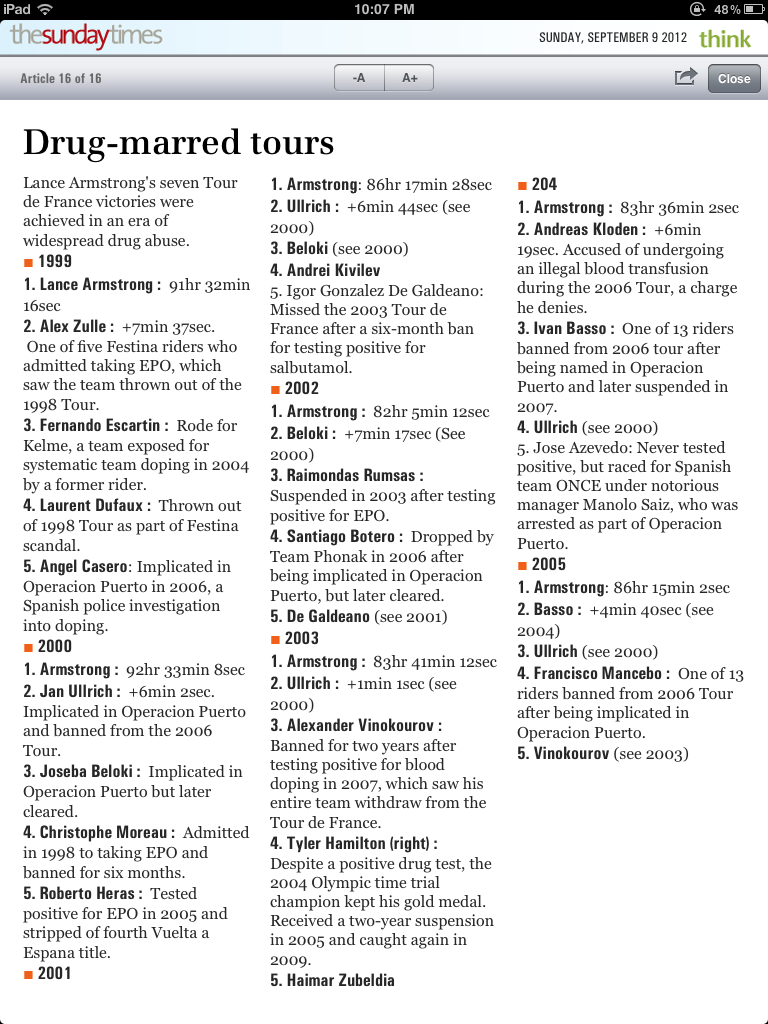 iPad 10:07 PM 48%
thesundaytimes SUNDAY, SEPTEMBER 9 2012 think
Article 16 of 16 -A A+ Close
Drug-marred tours
Lance Armstrong's seven Tour
de France victories were
achieved in an era of
widespread drug abuse.
1999
1. Lance Armstrong : 91hr 32min
16sec
2. Alex Zulle : +7min 37sec.
One of five Festina riders who
admitted taking EPO, which
saw the team thrown out of the
1998 Tour.
3. Fernando Escartin : Rode for
Kelme, a team exposed for
systematic team doping in 2004
by a former rider.
4. Laurent Dufaux : Thrown out
of 1998 Tour as part of Festina
scandal.
5. Angel Casero: Implicated in
Operacion Puerto in 2006, a
Spanish police investigation
into doping.
2000
1. Armstrong : 92hr 33min 8sec
2. Jan Ullrich : +6min 2sec.
Implicated in Operacion Puerto
and banned from the 2006
Tour.
3. Joseba Beloki : Implicated in
Operacion Puerto but later
cleared.
4. Christophe Moreau : Admitted
in 1998 to taking EPO and
banned for six months.
5. Roberto Heras : Tested
positive for EPO in 2005 and
stripped of fourth Vuelta a
Espana title.
2001
1. Armstrong: 86hr 17min 28sec
2. Ullrich : +6min 44sec (see
2000)
3. Beloki (see 2000)
4. Andrei Kivilev
5. Igor Gonzalez De Galdeano:
Missed the 2003 Tour de
France after a six-month ban
for testing positive for
salbutamol.
2002
1. Armstrong : 82hr 5min 12sec
2. Beloki : +7min 17sec (See
2000)
3. Raimondas Rumsas :
Suspended in 2003 after testing
positive for EPO.
4. Santiago Botero : Dropped by
Team Phonak in 2006 after
being implicated in Operacion
Puerto, but later cleared.
5. De Galdeano (see 2001)
2003
1. Armstrong : 83hr 41min 12sec
2. Ullrich : +1min 1sec (see
2000)
3. Alexander Vinokourov :
Banned for two years after
testing positive for blood
doping in 2007, which saw his
entire team withdraw from the
Tour de France.
4. Tyler Hamilton (right) :
Despite a positive drug test, the
2004 Olympic time trial
champion kept his gold medal.
Received a two-year suspension
in 2005 and caught again in
2009.
5. Haimar Zubeldia
204
1. Armstrong : 83hr 36min 2sec
2. Andreas Kloden : +6min
19sec. Accused of undergoing
an illegal blood transfusion
during the 2006 Tour, a charge
he denies.
3. Ivan Basso : One of 13 riders
banned from 2006 tour after
being named in Operacion
Puerto and later suspended in
2007.
4. Ullrich (see 2000)
5. Jose Azevedo: Never tested
positive, but raced for Spanish
team ONCE under notorious
manager Manolo Saiz, who was
arrested as part of Operacion
Puerto.
2005
1. Armstrong: 86hr 15min 2sec
2. Basso : +4min 40sec (see
2004)
3. Ullrich (see 2000)
4. Francisco Mancebo : One of 13
riders banned from 2006 Tour
after being implicated in
Operacion Puerto.
5. Vinokourov (see 2003)